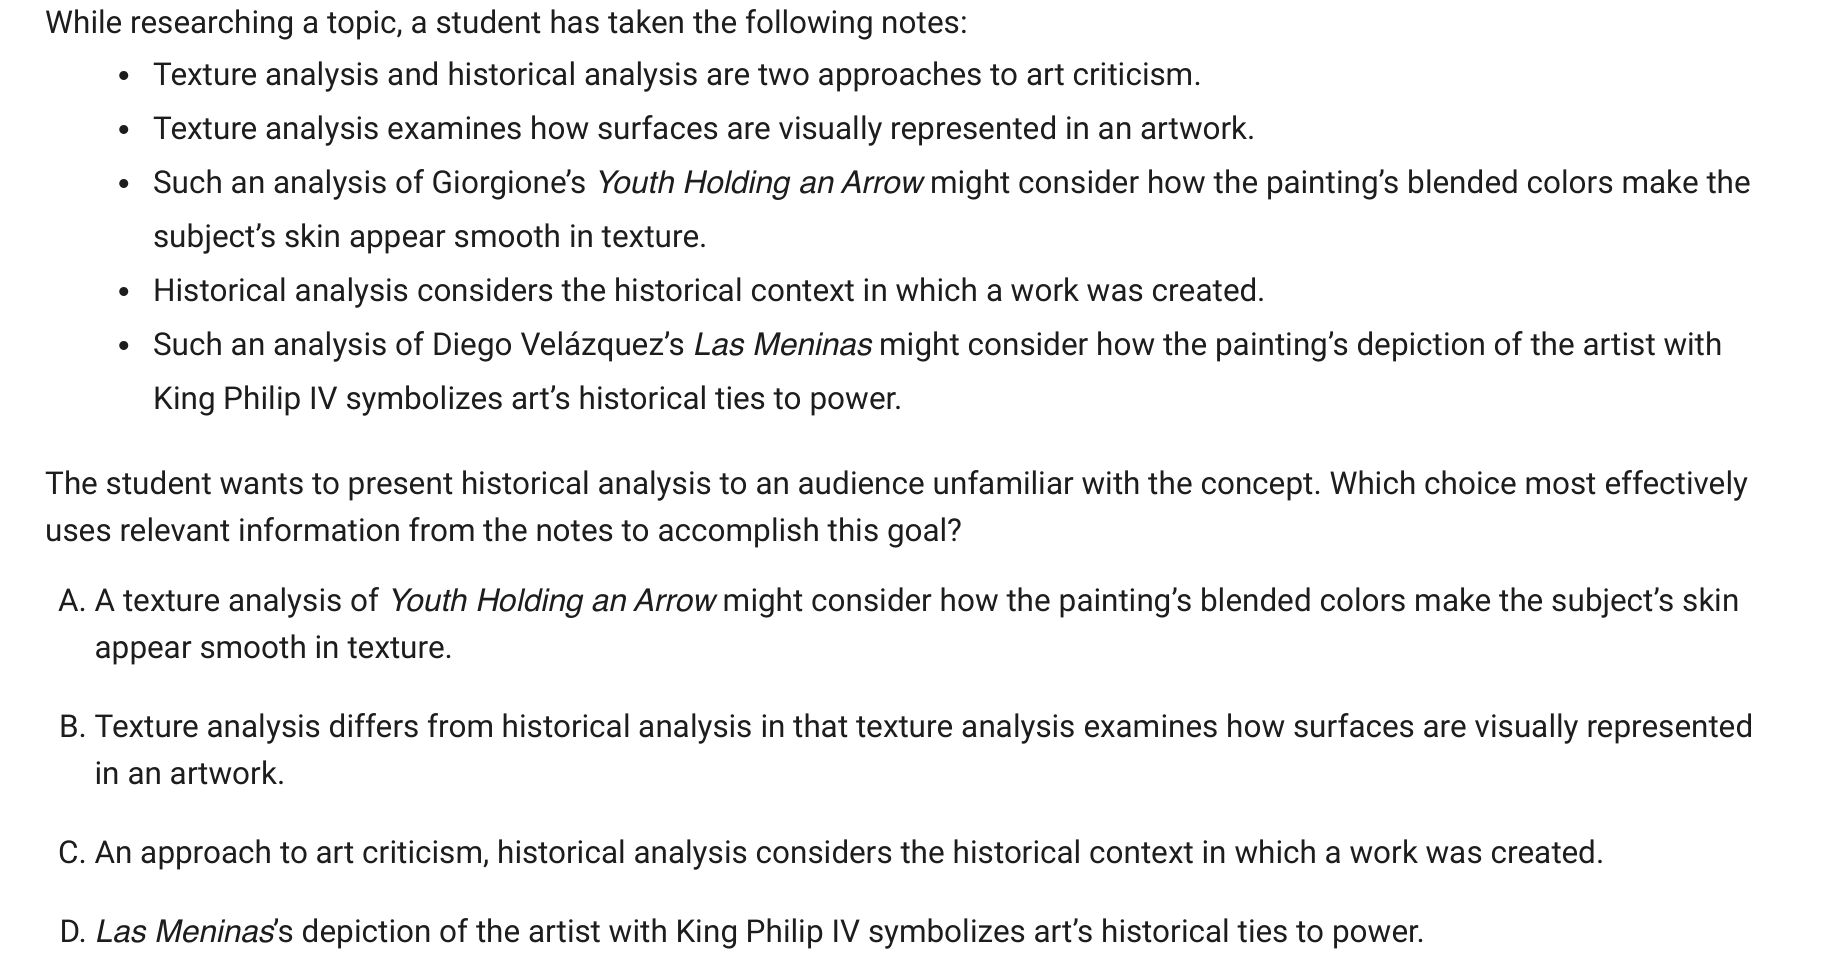 While researching a topic, a student has taken the following notes:
• Texture analysis and historical analysis are two approaches to art criticism.
• Texture analysis examines how surfaces are visually represented in an artwork.
• Such an analysis of Giorgione’s Youth Holding an Arrow might consider how the painting’s blended colors make the
subject’s skin appear smooth in texture.
• Historical analysis considers the historical context in which a work was created.
• Such an analysis of Diego Velázquez’s Las Meninas might consider how the painting’s depiction of the artist with
King Philip IV symbolizes art’s historical ties to power.
The student wants to present historical analysis to an audience unfamiliar with the concept. Which choice most effectively
uses relevant information from the notes to accomplish this goal?
A. A texture analysis of Youth Holding an Arrow might consider how the painting’s blended colors make the subject’s skin
appear smooth in texture.
B. Texture analysis differs from historical analysis in that texture analysis examines how surfaces are visually represented
in an artwork.
C. An approach to art criticism, historical analysis considers the historical context in which a work was created.
D. Las Meninas’s depiction of the artist with King Philip IV symbolizes art’s historical ties to power.